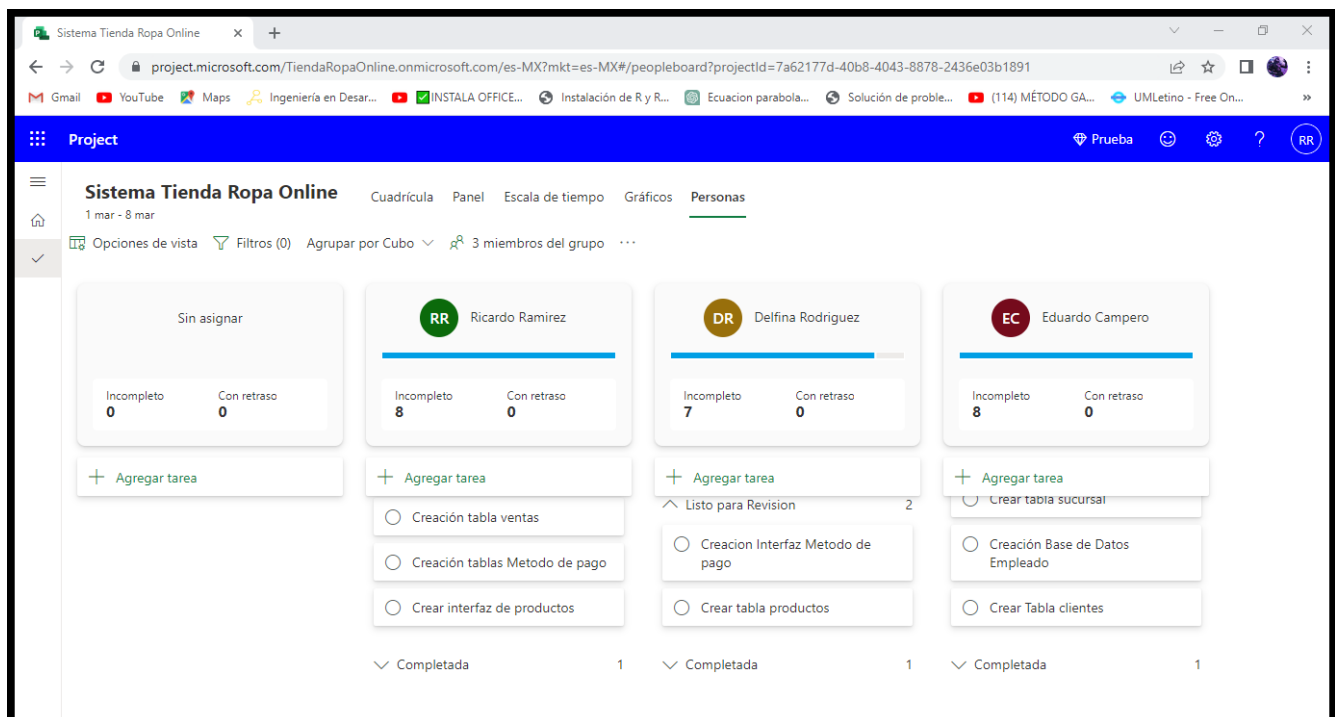 Sistema Tienda Ropa Online
project.microsoft.com/TiendaRopaOnline.onmicrosoft.com/es-MX?mkt=es-MX#/peopleboard?projectId=7a62177d-40b8-4043-8878-2436e03b1891
Gmail YouTube Maps Ingeniería en Desar... INSTALA OFFICE... Instalación de R y R... Ecuacion parabola... Solución de proble... (114) MÉTODO GA... UMLetino - Free On... »
Project Prueba ? RR
Sistema Tienda Ropa Online Cuadrícula Panel Escala de tiempo Gráficos Personas
1 mar - 8 mar
Opciones de vista Filtros (0) Agrupar por Cubo 3 miembros del grupo ...
Sin asignar
Incompleto Con retraso
0 0
Agregar tarea
RR Ricardo Ramirez
Incompleto Con retraso
8 0
Agregar tarea
Creación tabla ventas
Creación tablas Metodo de pago
Crear interfaz de productos
Completada 1
DR Delfina Rodriguez
Incompleto Con retraso
7 0
Agregar tarea
Listo para Revision 2
Creacion Interfaz Metodo de
pago
Crear tabla productos
Completada 1
EC Eduardo Campero
Incompleto Con retraso
8 0
Agregar tarea
Crear tabla sucursal
Creación Base de Datos
Empleado
Crear Tabla clientes
Completada 1